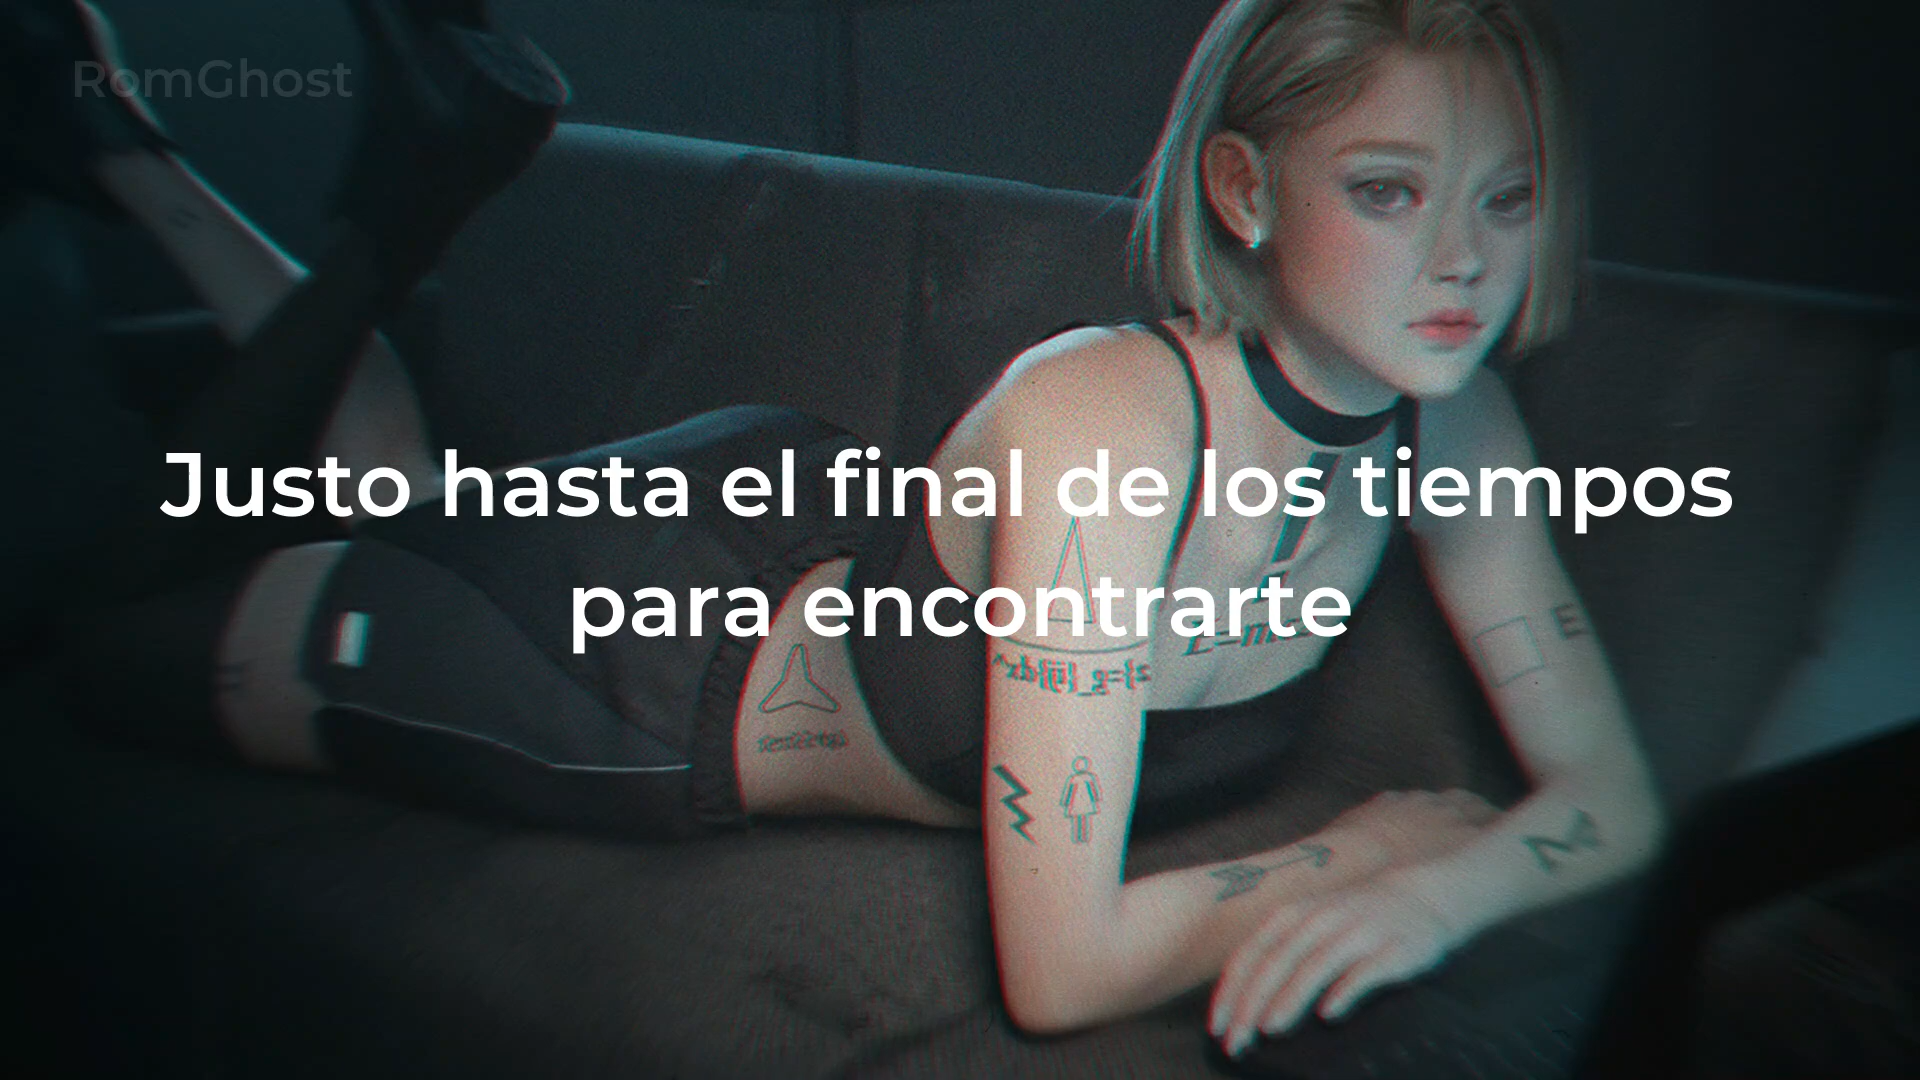 RomGhost
Justo hasta el final de los tiempos
para encontrarte
E